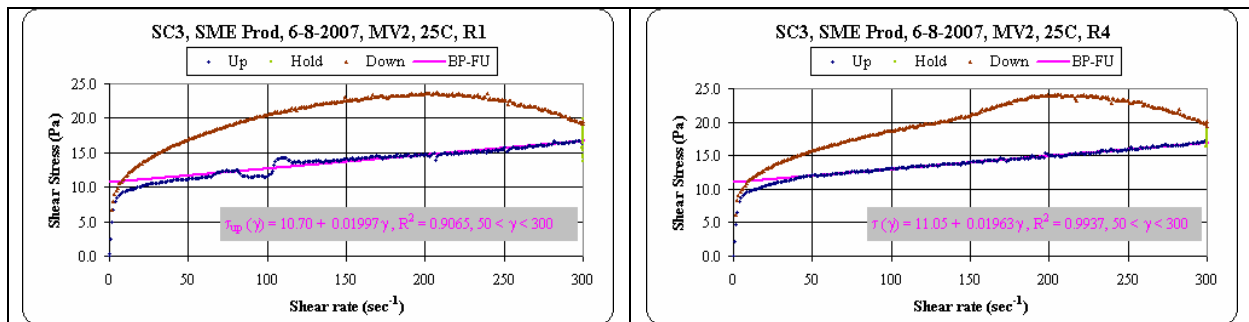 SC3, SME Prod, 6-8-2007, MV2, 25C, R1
Up Hold Down BP-FU
Shear Stress (Pa)
25.0
20.0
15.0
10.0
5.0
0.0
τup (γ) = 10.70 + 0.01997γ, R² = 0.9065, 50 < γ < 300
0 50 100 150 200 250 300
Shear rate (sec⁻¹)
SC3, SME Prod, 6-8-2007, MV2, 25C, R4
Up Hold Down BP-FU
Shear Stress (Pa)
25.0
20.0
15.0
10.0
5.0
0.0
τ (γ) = 11.05 + 0.01963γ, R² = 0.9937, 50 < γ < 300
0 50 100 150 200 250 300
Shear rate (sec⁻¹)